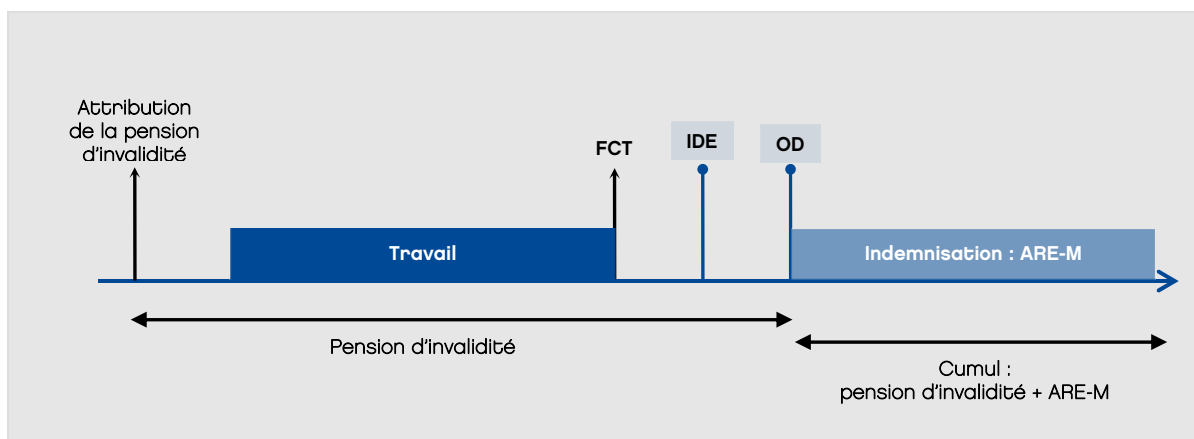 Attribution
de la pension
d'invalidité
FCT
IDE
OD
Travail
Indemnisation : ARE-M
Pension d'invalidité
Cumul :
pension d'invalidité + ARE-M